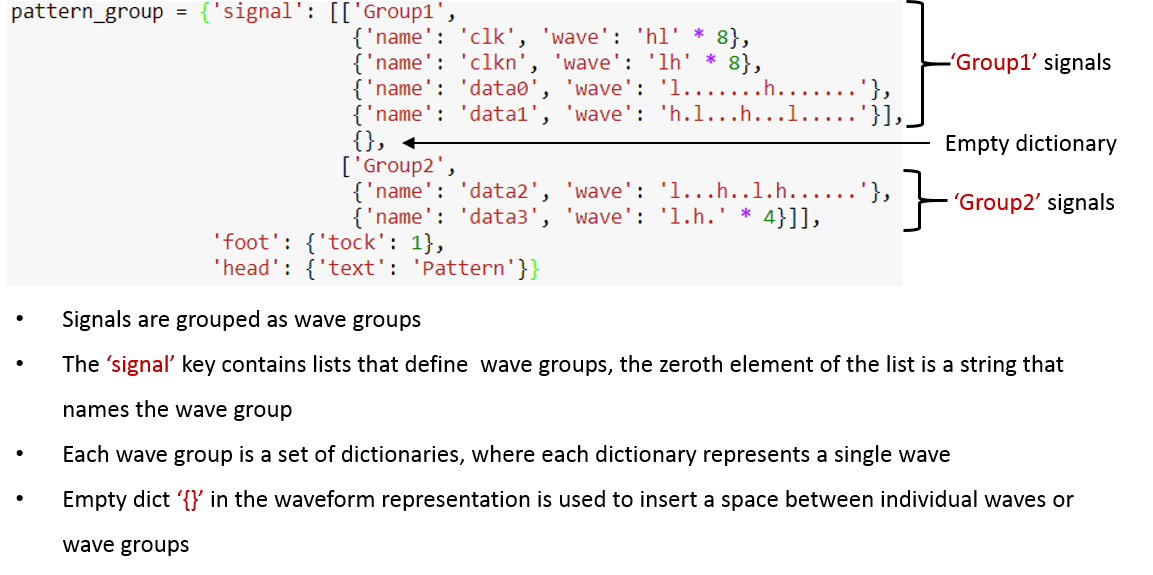 pattern_group = {'signal': [['Group1',
{'name': 'clk', 'wave': 'hl' * 8},
{'name': 'clkn', 'wave': 'lh' * 8},
{'name': 'data0', 'wave': 'l.......h.......'},
{'name': 'data1', 'wave': 'h.l...h...l.....'}],
{},
['Group2',
{'name': 'data2', 'wave': 'l...h..l.h......'},
{'name': 'data3', 'wave': 'l.h.' * 4}]],
'foot': {'tock': 1},
'head': {'text': 'Pattern'}}
‘Group1’ signals
Empty dictionary
‘Group2’ signals
• Signals are grouped as wave groups
• The ‘signal’ key contains lists that define  wave groups, the zeroth element of the list is a string that
names the wave group
• Each wave group is a set of dictionaries, where each dictionary represents a single wave
• Empty dict ‘{}’ in the waveform representation is used to insert a space between individual waves or
wave groups